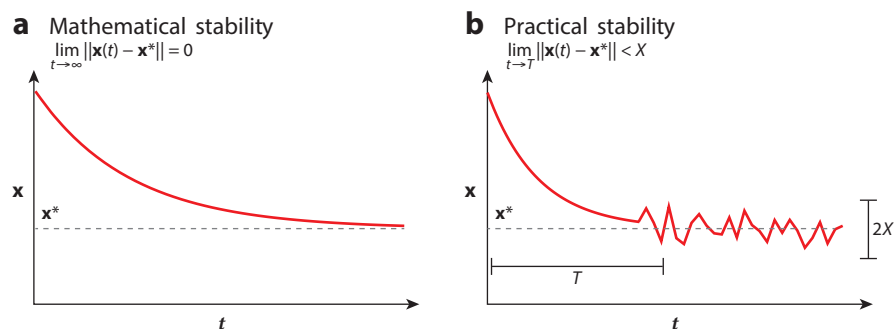 a Mathematical stability
lim t→∞ ||x(t) − x*|| = 0
x
x*
t
b Practical stability
lim t→T ||x(t) − x*|| < X
x
x*
2X
T
t